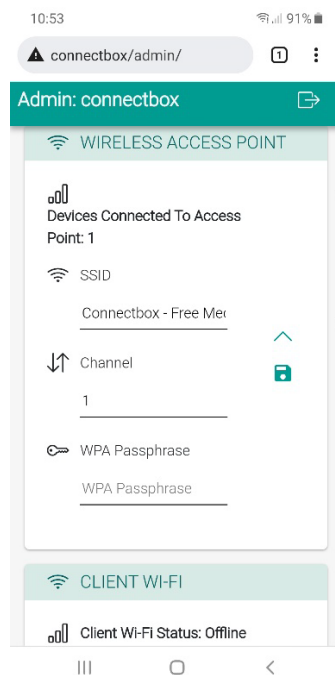 10:53
91%
connectbox/admin/
1
Admin: connectbox
WIRELESS ACCESS POINT
Devices Connected To Access
Point: 1
SSID
Connectbox - Free Me
Channel
1
WPA Passphrase
WPA Passphrase
CLIENT WI-FI
Client Wi-Fi Status: Offline